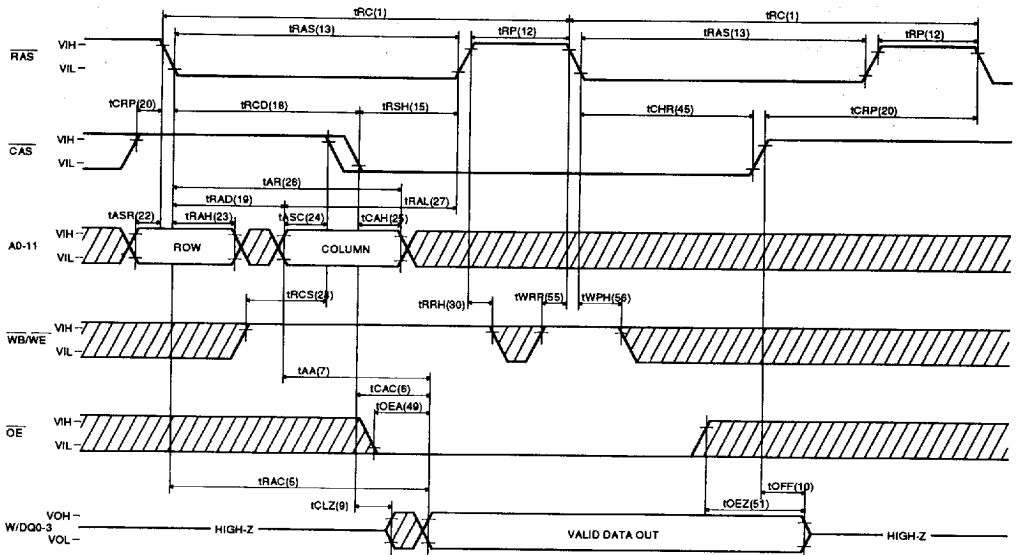 tRC(1) tRC(1)
tRAS(13) tRP(12) tRAS(13) tRP(12)
RAS VIH
VIL
tCRP(20) tRCD(18) tRSH(15) tCHR(45) tCRP(20)
CAS VIH
VIL
tAR(26)
tRAD(19) tRAL(27)
tASR(22) tRAH(23) tASC(24) tCAH(25)
A0-11 VIH
VIL
ROW COLUMN
tRCS(28)
tRRH(30) tWRP(55) tWPH(56)
WB/WE VIH
VIL
tAA(7)
tCAC(6)
tOEA(49)
OE VIH
VIL
tRAC(5) tOFF(10)
tCLZ(9) tOEZ(51)
W/DQ0-3 VOH
VOL
HIGH-Z VALID DATA OUT HIGH-Z